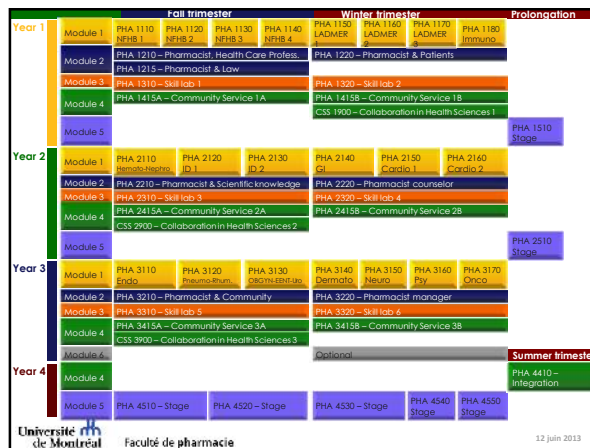 Fall trimester Winter trimester Prolongation
Year 1
Module 1 PHA 1110 NFHB 1 PHA 1120 NFHB 2 PHA 1130 NFHB 3 PHA 1140 NFHB 4 PHA 1150 LADMER 1 PHA 1160 LADMER 2 PHA 1170 LADMER 3 PHA 1180 Immuno
Module 2 PHA 1210 – Pharmacist, Health Care Profess. PHA 1220 – Pharmacist & Patients
PHA 1215 – Pharmacist & Law
Module 3 PHA 1310 – Skill lab 1 PHA 1320 – Skill lab 2
Module 4 PHA 1415A – Community Service 1A PHA 1415B – Community Service 1B
CSS 1900 – Collaboration in Health Sciences 1
Module 5 PHA 1510 Stage
Year 2
Module 1 PHA 2110 Hemato-Nephro PHA 2120 ID 1 PHA 2130 ID 2 PHA 2140 GI PHA 2150 Cardio 1 PHA 2160 Cardio 2
Module 2 PHA 2210 – Pharmacist & Scientific knowledge PHA 2220 – Pharmacist counselor
Module 3 PHA 2310 – Skill lab 3 PHA 2320 – Skill lab 4
Module 4 PHA 2415A – Community Service 2A PHA 2415B – Community Service 2B
CSS 2900 – Collaboration in Health Sciences 2
Module 5 PHA 2510 Stage
Year 3
Module 1 PHA 3110 Endo PHA 3120 Pneumo-Rhum. PHA 3130 OBGYN-EENT-Uro PHA 3140 Dermato PHA 3150 Neuro PHA 3160 Psy PHA 3170 Onco
Module 2 PHA 3210 – Pharmacist & Community PHA 3220 – Pharmacist manager
Module 3 PHA 3310 – Skill lab 5 PHA 3320 – Skill lab 6
Module 4 PHA 3415A – Community Service 3A PHA 3415B – Community Service 3B
CSS 3900 – Collaboration in Health Sciences 3
Module 6 Optional Summer trimeste
Year 4
Module 4 PHA 4410 – Integration
Module 5 PHA 4510 – Stage PHA 4520 – Stage PHA 4530 – Stage PHA 4540 Stage PHA 4550 Stage
Université de Montréal Faculté de pharmacie 12 juin 2013